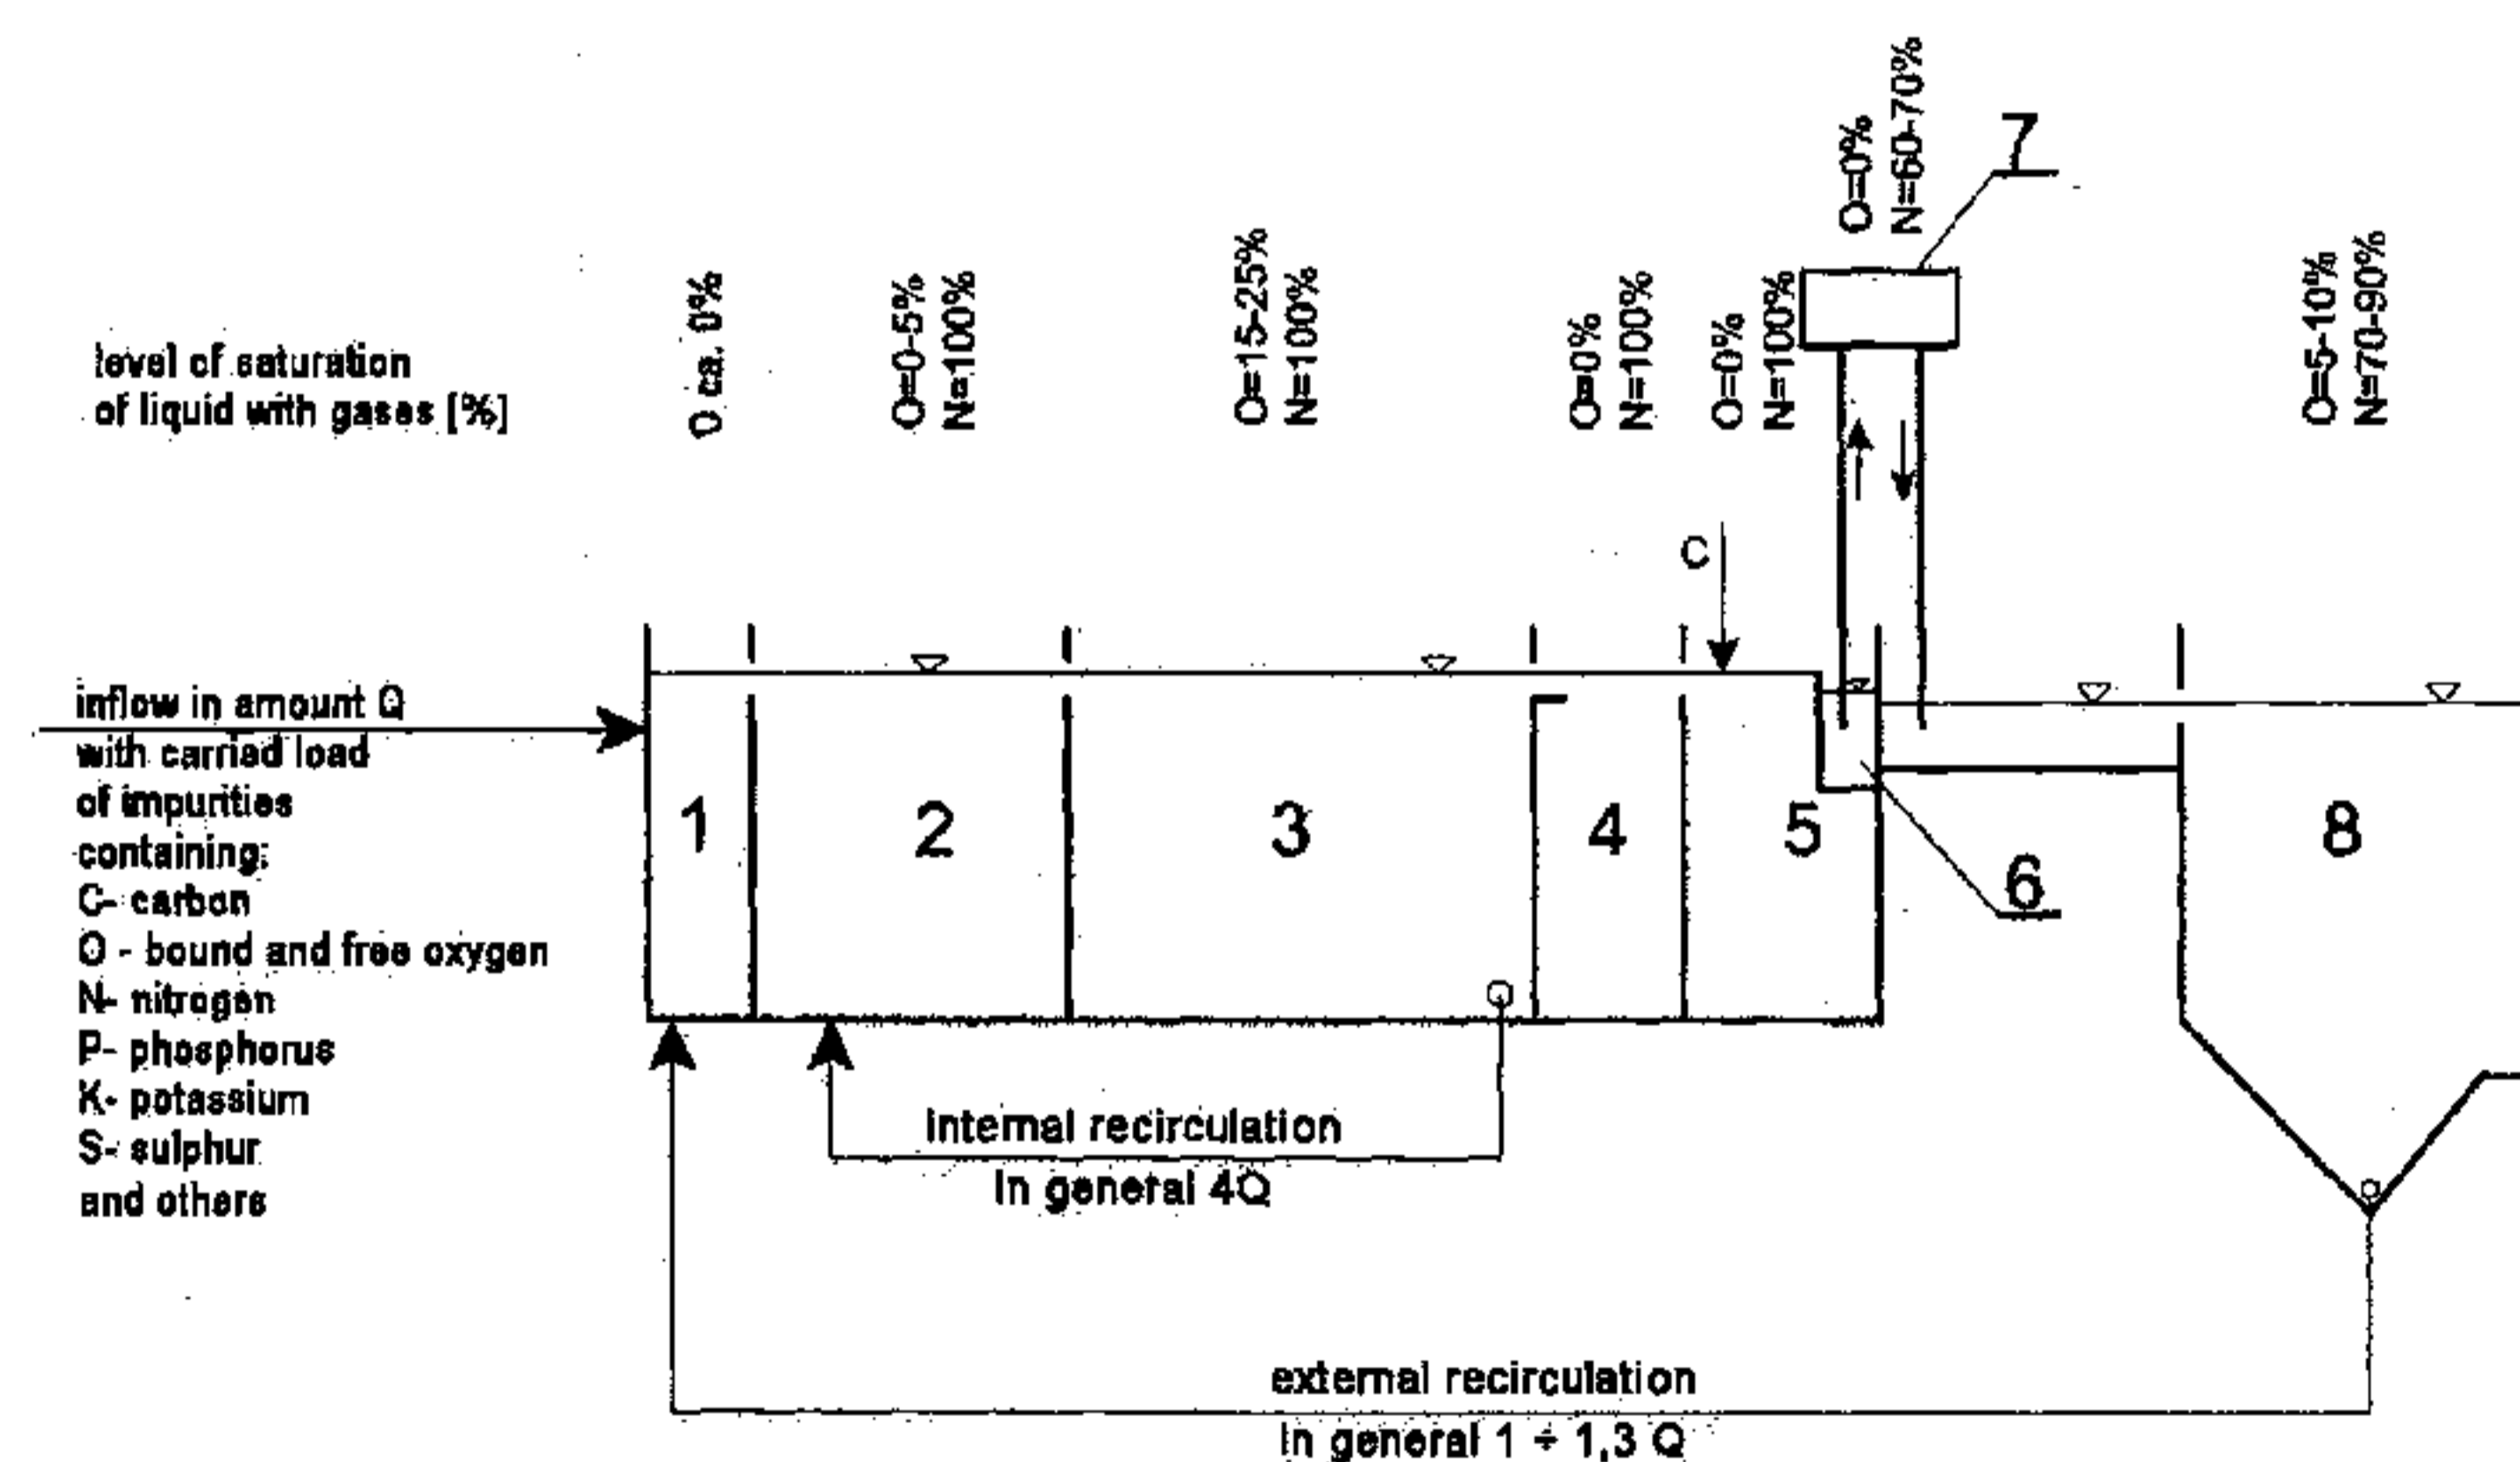 O=0%
N=60-70%
7
O ca. 0%
O=0-5%
N=100%
O=15-25%
N=100%
O=0%
N=100%
O=0%
N=100%
O=5-10%
N=70-90%
level of saturation
of liquid with gases [%]
C
inflow in amount Q
with carried load
of impurities
containing:
C- carbon
O - bound and free oxygen
N- nitrogen
P- phosphorus
K- potassium
S- sulphur
and others
1
2
3
4
5
6
8
internal recirculation
In general 4Q
external recirculation
In general 1 ÷ 1,3 Q